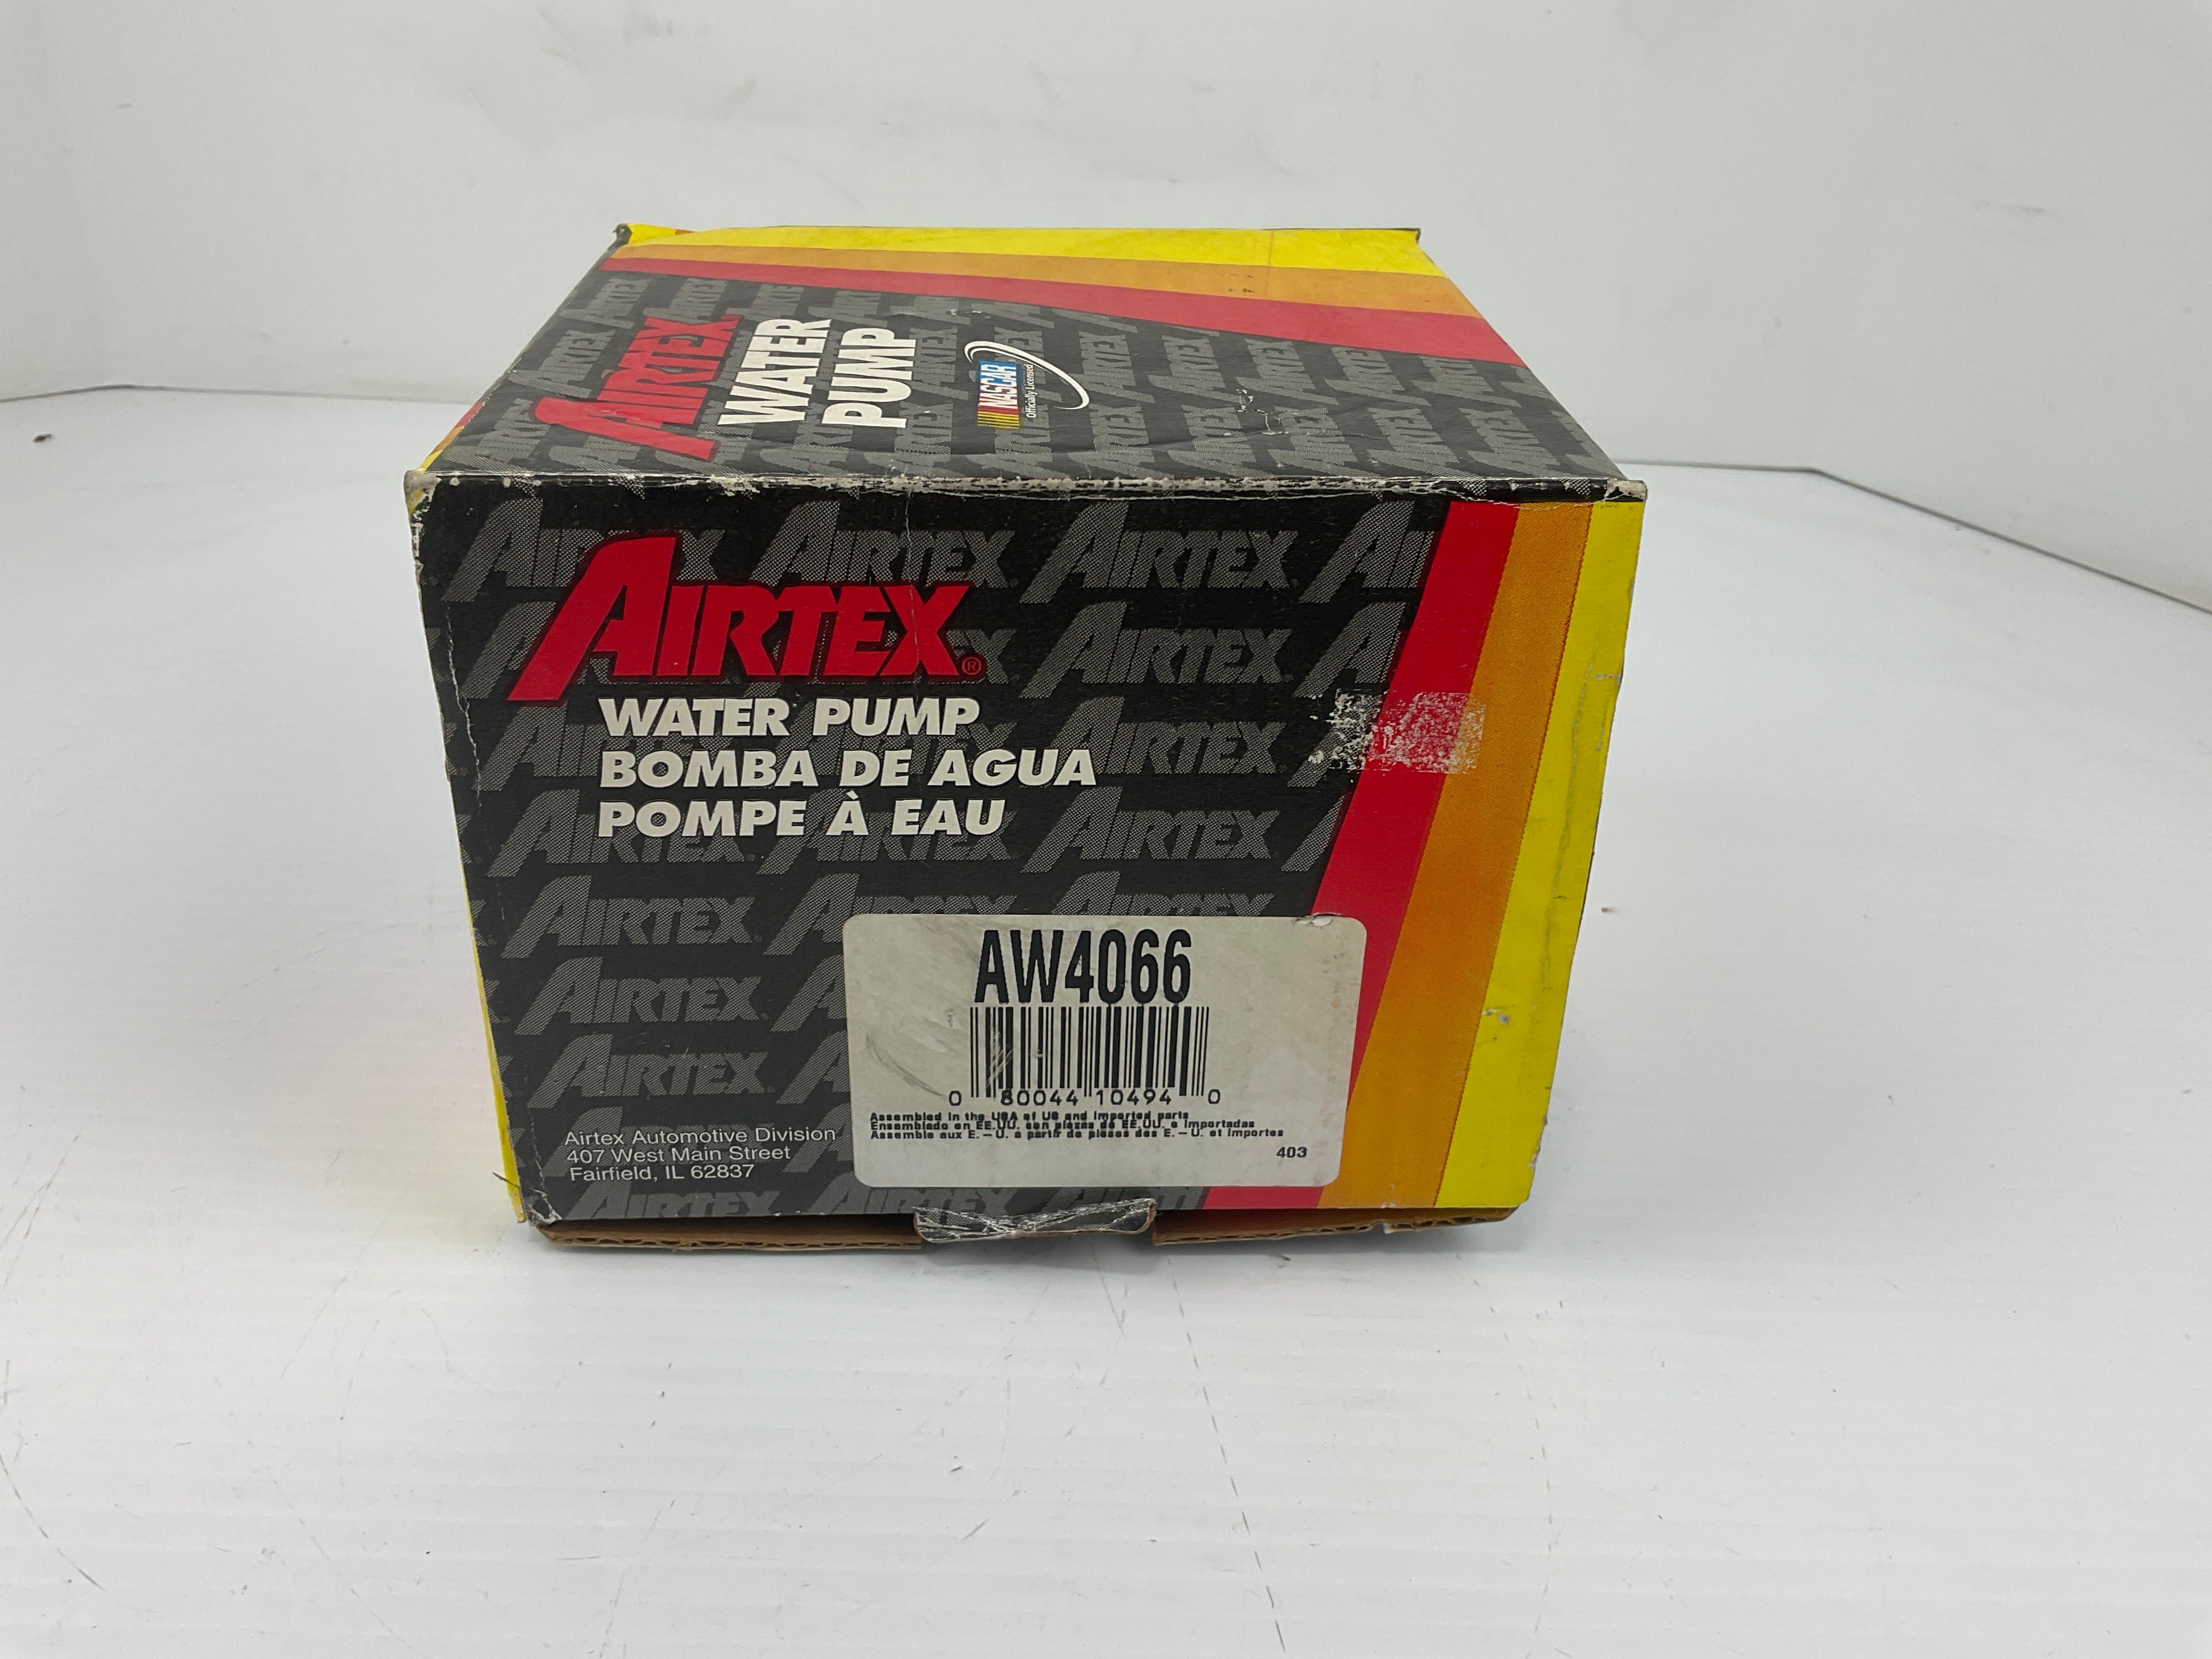 AIRTEX
WATER
PUMP
NASCAR
Officially Licensed
AIRTEX®
WATER PUMP
BOMBA DE AGUA
POMPE À EAU
AW4066
0 80044 10494 0
Assembled in the USA of US and imported parts
Ensamblado en EE.UU. con piezas de EE.UU. e importadas
Assemble aux E.-U. a partir de pieses des E.-U. et importes
403
Airtex Automotive Division
407 West Main Street
Fairfield, IL 62837